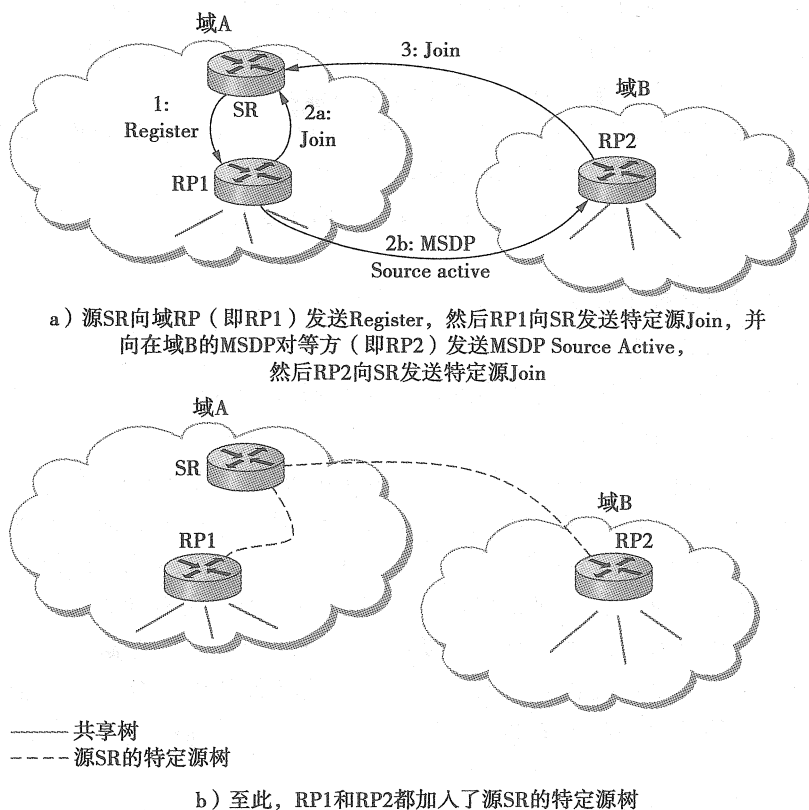 域A
3: Join
域B
SR
1:
Register
2a:
Join
RP2
RP1
2b: MSDP
Source active
a）源SR向域RP（即RP1）发送Register，然后RP1向SR发送特定源Join，并
向在域B的MSDP对等方（即RP2）发送MSDP Source Active，
然后RP2向SR发送特定源Join
域A
SR
域B
RP1
RP2
共享树
源SR的特定源树
b）至此，RP1和RP2都加入了源SR的特定源树